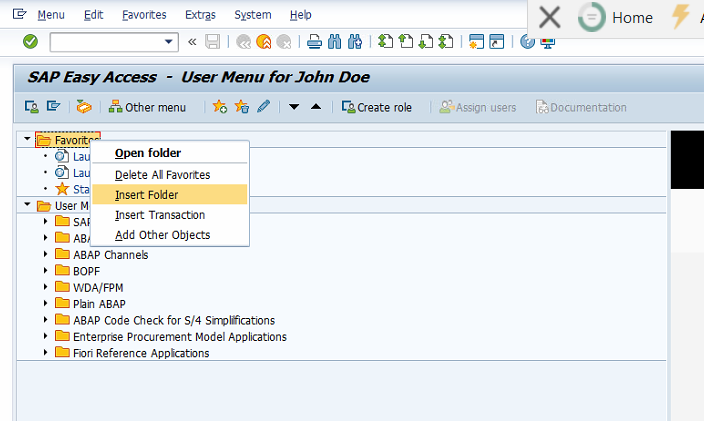 Menu Edit Favorites Extras System Help
Home
SAP Easy Access - User Menu for John Doe
Other menu Create role Assign users Documentation
Favorites
Open folder
Delete All Favorites
Insert Folder
Insert Transaction
Add Other Objects
Lau
Lau
Sta
User M
SAP
ABA
ABAP Channels
BOPF
WDA/FPM
Plain ABAP
ABAP Code Check for S/4 Simplifications
Enterprise Procurement Model Applications
Fiori Reference Applications